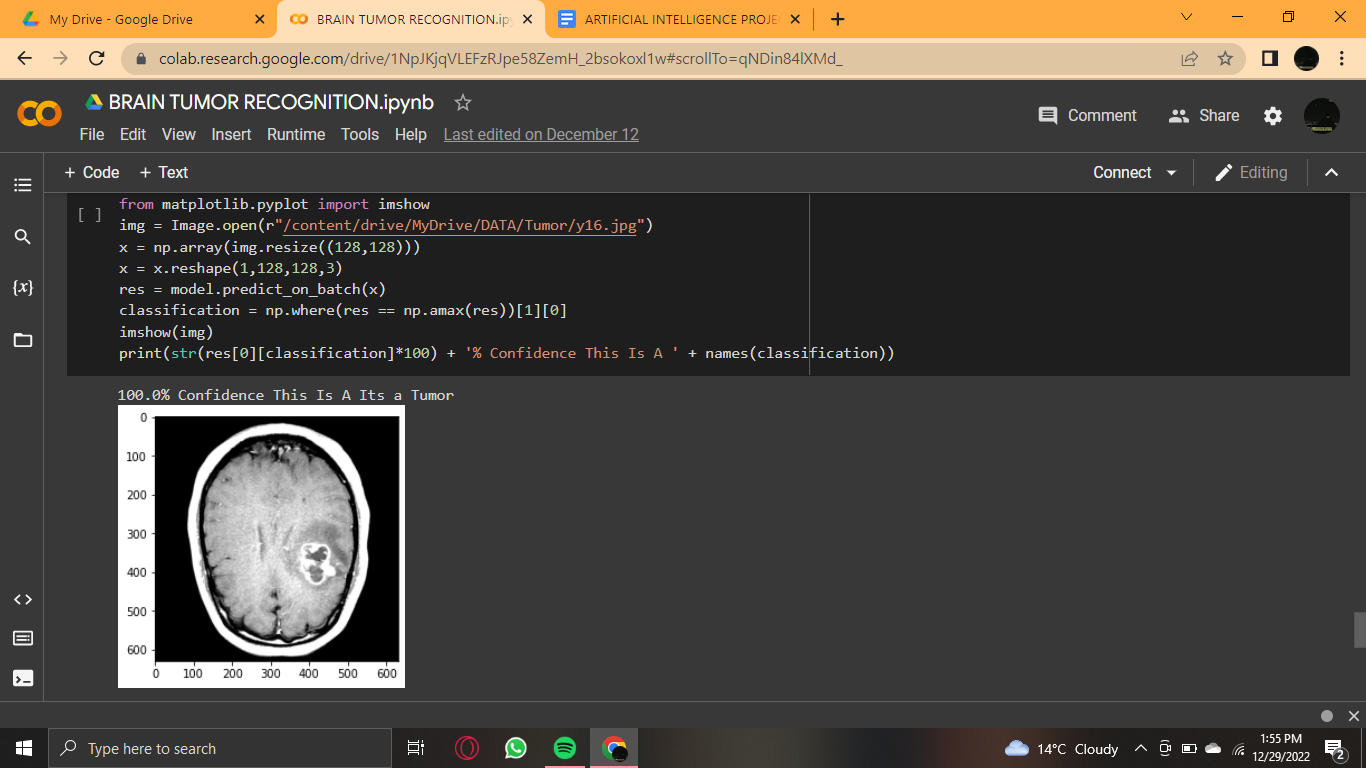 My Drive - Google Drive
BRAIN TUMOR RECOGNITION.ip
ARTIFICIAL INTELLIGENCE PROJE
colab.research.google.com/drive/1NpJKjqVLEFzRJpe58ZemH_2bsokoxl1w#scrollTo=qNDin84lXMd_
BRAIN TUMOR RECOGNITION.ipynb
File Edit View Insert Runtime Tools Help Last edited on December 12
Comment Share
+ Code + Text
Connect Editing
[ ]
from matplotlib.pyplot import imshow
img = Image.open(r"/content/drive/MyDrive/DATA/Tumor/y16.jpg")
x = np.array(img.resize((128,128)))
x = x.reshape(1,128,128,3)
res = model.predict_on_batch(x)
classification = np.where(res == np.amax(res))[1][0]
imshow(img)
print(str(res[0][classification]*100) + '% Confidence This Is A ' + names(classification))
100.0% Confidence This Is A Its a Tumor
0
100
200
300
400
500
600
0 100 200 300 400 500 600
{x}
Type here to search
14°C Cloudy
1:55 PM
12/29/2022
2